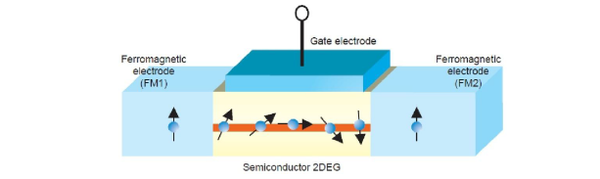 Gate electrode
Ferromagnetic
electrode
(FM1)
Ferromagnetic
electrode
(FM2)
Semiconductor 2DEG